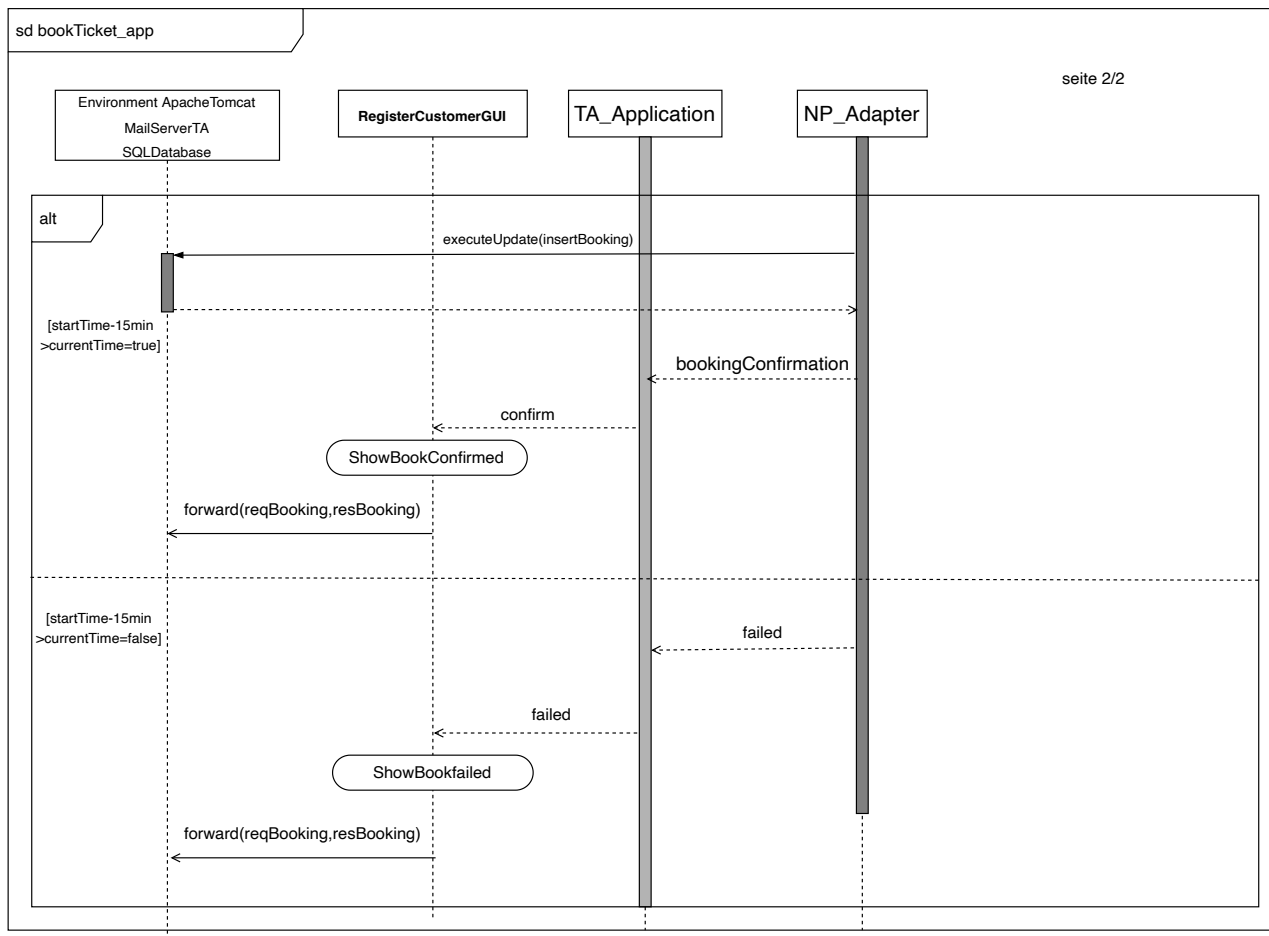 sd bookTicket_app
seite 2/2
Environment ApacheTomcat
MailServerTA
SQLDatabase
RegisterCustomerGUI
TA_Application
NP_Adapter
alt
executeUpdate(insertBooking)
[startTime-15min
>currentTime=true]
bookingConfirmation
confirm
ShowBookConfirmed
forward(reqBooking,resBooking)
[startTime-15min
>currentTime=false]
failed
failed
ShowBookfailed
forward(reqBooking,resBooking)